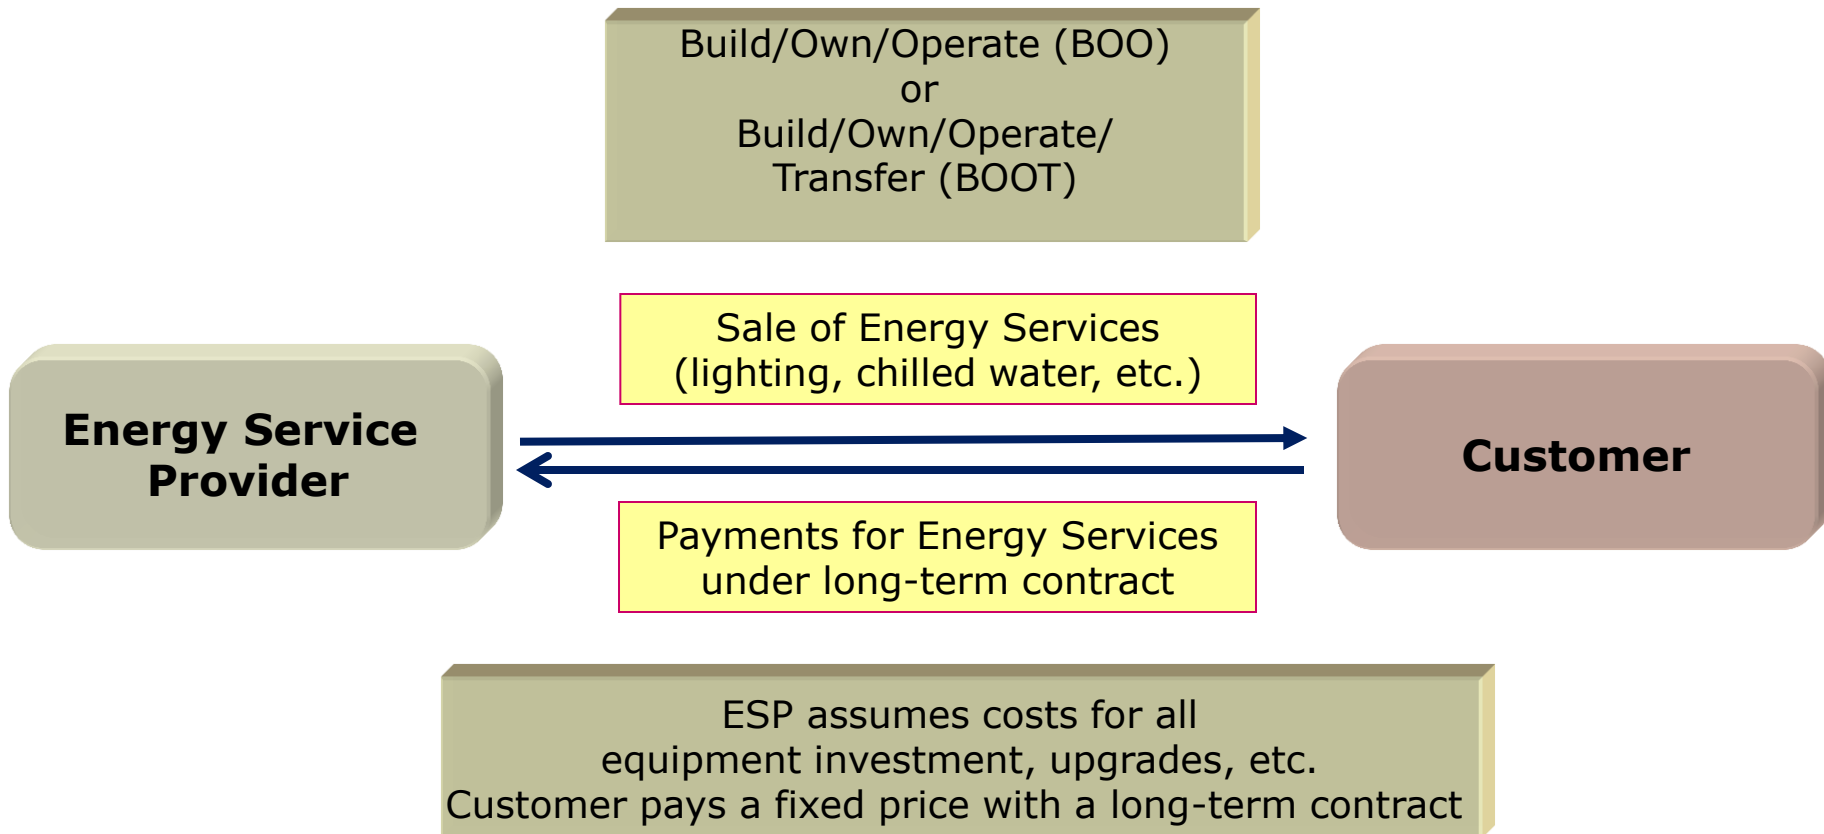 Build/Own/Operate (BOO)
or
Build/Own/Operate/
Transfer (BOOT)
Sale of Energy Services
(lighting, chilled water, etc.)
Energy Service
Provider
Customer
Payments for Energy Services
under long-term contract
ESP assumes costs for all
equipment investment, upgrades, etc.
Customer pays a fixed price with a long-term contract